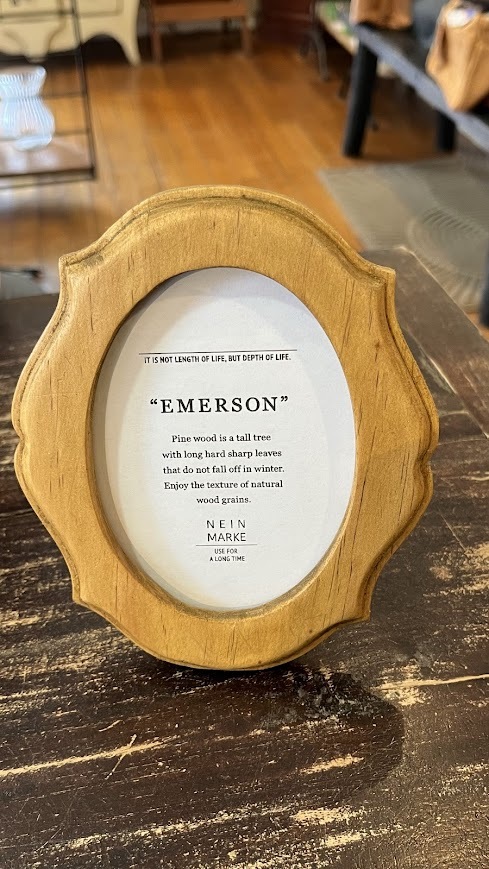 IT IS NOT LENGTH OF LIFE, BUT DEPTH OF LIFE.
“EMERSON”
Pine wood is a tall tree
with long hard sharp leaves
that do not fall off in winter.
Enjoy the texture of natural
wood grains.
NEIN
MARKE
USE FOR
A LONG TIME